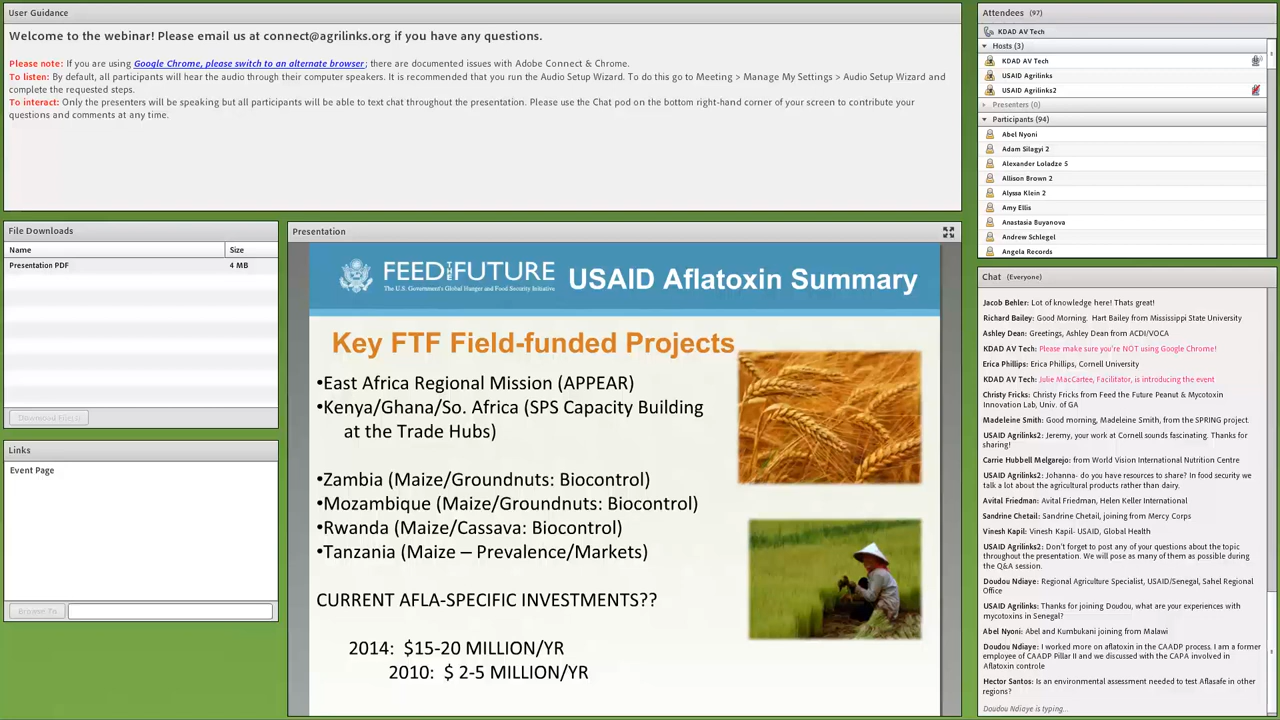 User Guidance
Welcome to the webinar! Please email us at connect@agrilinks.org if you have any questions.
Please note: If you are using Google Chrome, please switch to an alternate browser; there are documented issues with Adobe Connect & Chrome.
To listen: By default, all participants will hear the audio through their computer speakers. It is recommended that you run the Audio Setup Wizard. To do this go to Meeting > Manage My Settings > Audio Setup Wizard and
complete the requested steps.
To interact: Only the presenters will be speaking but all participants will be able to text chat throughout the presentation. Please use the Chat pod on the bottom right-hand corner of your screen to contribute your
questions and comments at any time.
File Downloads
Name Size
Presentation PDF 4 MB
Download File(s)
Links
Event Page
Browse To
Presentation
FEED THE FUTURE
The U.S. Government's Global Hunger and Food Security Initiative
USAID Aflatoxin Summary
Key FTF Field-funded Projects
•East Africa Regional Mission (APPEAR)
•Kenya/Ghana/So. Africa (SPS Capacity Building
at the Trade Hubs)
•Zambia (Maize/Groundnuts: Biocontrol)
•Mozambique (Maize/Groundnuts: Biocontrol)
•Rwanda (Maize/Cassava: Biocontrol)
•Tanzania (Maize – Prevalence/Markets)
CURRENT AFLA-SPECIFIC INVESTMENTS??
2014: $15-20 MILLION/YR
2010: $ 2-5 MILLION/YR
Attendees (97)
KDAD AV Tech
Hosts (3)
KDAD AV Tech
USAID Agrilinks
USAID Agrilinks2
Presenters (0)
Participants (94)
Abel Nyoni
Adam Silagyi 2
Alexander Loladze 5
Allison Brown 2
Alyssa Klein 2
Amy Ellis
Anastasia Buyanova
Andrew Schlegel
Angela Records
Chat (Everyone)
Jacob Behler: Lot of knowledge here! Thats great!
Richard Bailey: Good Morning. Hart Bailey from Mississippi State University
Ashley Dean: Greetings, Ashley Dean from ACDI/VOCA
KDAD AV Tech: Please make sure you're NOT using Google Chrome!
Erica Phillips: Erica Phillips, Cornell University
KDAD AV Tech: Julie MacCartee, Facilitator, is introducing the event
Christy Fricks: Christy Fricks from Feed the Future Peanut & Mycotoxin
Innovation Lab, Univ. of GA
Madeleine Smith: Good morning, Madeleine Smith, from the SPRING project.
USAID Agrilinks2: Jeremy, your work at Cornell sounds fascinating. Thanks for
sharing!
Carrie Hubbell Melgarejo: from World Vision International Nutrition Centre
USAID Agrilinks2: Johanna- do you have resources to share? In food security we
talk a lot about the agricultural products rather than dairy.
Avital Friedman: Avital Friedman, Helen Keller International
Sandrine Chetail: Sandrine Chetail, joining from Mercy Corps
Vinesh Kapil: Vinesh Kapil- USAID, Global Health
USAID Agrilinks2: Don't forget to post any of your questions about the topic
throughout the presentation. We will pose as many of them as possible during
the Q&A session.
Doudou Ndiaye: Regional Agriculture Specialist, USAID/Senegal, Sahel Regional
Office
USAID Agrilinks: Thanks for joining Doudou, what are your experiences with
mycotoxins in Senegal?
Abel Nyoni: Abel and Kumbukani joining from Malawi
Doudou Ndiaye: I worked more on aflatoxin in the CAADP process. I am a former
employee of CAADP Pillar II and we discussed with the CAPA involved in
Aflatoxin controle
Hector Santos: Is an environmental assessment needed to test Aflasafe in other
regions?
Doudou Ndiaye is typing...